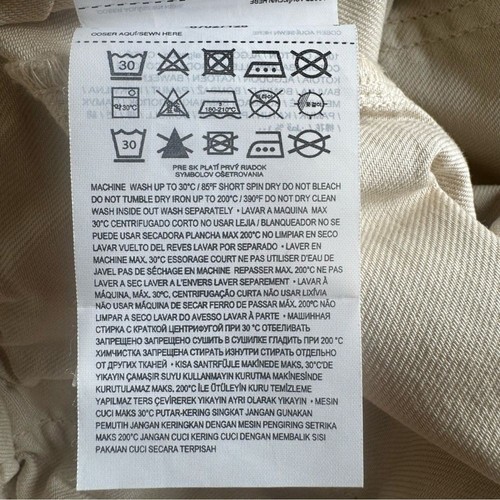 COSER AQUÍ/SEWN HERE
30
약30°C
180-210°C
30
PRE SK PLATÍ PRVÝ RIADOK
SYMBOLOV OŠETROVANIA
MACHINE WASH UP TO 30°C / 85°F SHORT SPIN DRY DO NOT BLEACH
DO NOT TUMBLE DRY IRON UP TO 200°C / 390°F DO NOT DRY CLEAN
WASH INSIDE OUT WASH SEPARATELY • LAVAR A MAQUINA MAX
30°C CENTRIFUGADO CORTO NO USAR LEJIA / BLANQUEADOR NO SE
PUEDE USAR SECADORA PLANCHA MAX 200°C NO LIMPIAR EN SECO
LAVAR VUELTO DEL REVES LAVAR POR SEPARADO • LAVER EN
MACHINE MAX. 30°C ESSORAGE COURT NE PAS UTILISER D'EAU DE
JAVEL PAS DE SÉCHAGE EN MACHINE REPASSER MAX. 200°C NE PAS
LAVER A SEC LAVER A L'ENVERS LAVER SEPAREMENT • LAVAR À
MÁQUINA, MÁX. 30°C, CENTRIFUGAÇÃO CURTA NÃO USAR LIXÍVIA
NÃO USAR MÁQUINA DE SECAR FERRO DE PASSAR MÁX. 200°C NÃO
LIMPAR A SECO LAVAR DO AVESSO LAVAR À PARTE • МАШИННАЯ
СТИРКА С КРАТКОЙ ЦЕНТРИФУГОЙ ПРИ 30 °C ОТБЕЛИВАТЬ
ЗАПРЕЩЕНО ЗАПРЕЩЕНО СУШИТЬ В СУШИЛКЕ ГЛАДИТЬ ПРИ 200 °C
ХИМЧИСТКА ЗАПРЕЩЕНА СТИРАТЬ ИЗНУТРИ СТИРАТЬ ОТДЕЛЬНО
ОТ ДРУГИХ ТКАНЕЙ • KISA SANTRFÜJLE MAKİNEDE MAKS. 30°C'DE
YIKAYIN ÇAMAŞIR SUYU KULLANMAYIN KURUTMA MAKİNESİNDE
KURUTULAMAZ MAKS. 200°C İLE ÜTÜLEYİN KURU TEMİZLEME
YAPILMAZ TERS ÇEVİREREK YIKAYIN AYRI OLARAK YIKAYIN • MESIN
CUCI MAKS 30°C PUTAR-KERING SINGKAT JANGAN GUNAKAN
PEMUTIH JANGAN KERINGKAN DENGAN MESIN PENGIRING SETRIKA
MAKS 200°C JANGAN CUCI KERING CUCI DENGAN MEMBALIK SISI
PAKAIAN CUCI SECARA TERPISAH